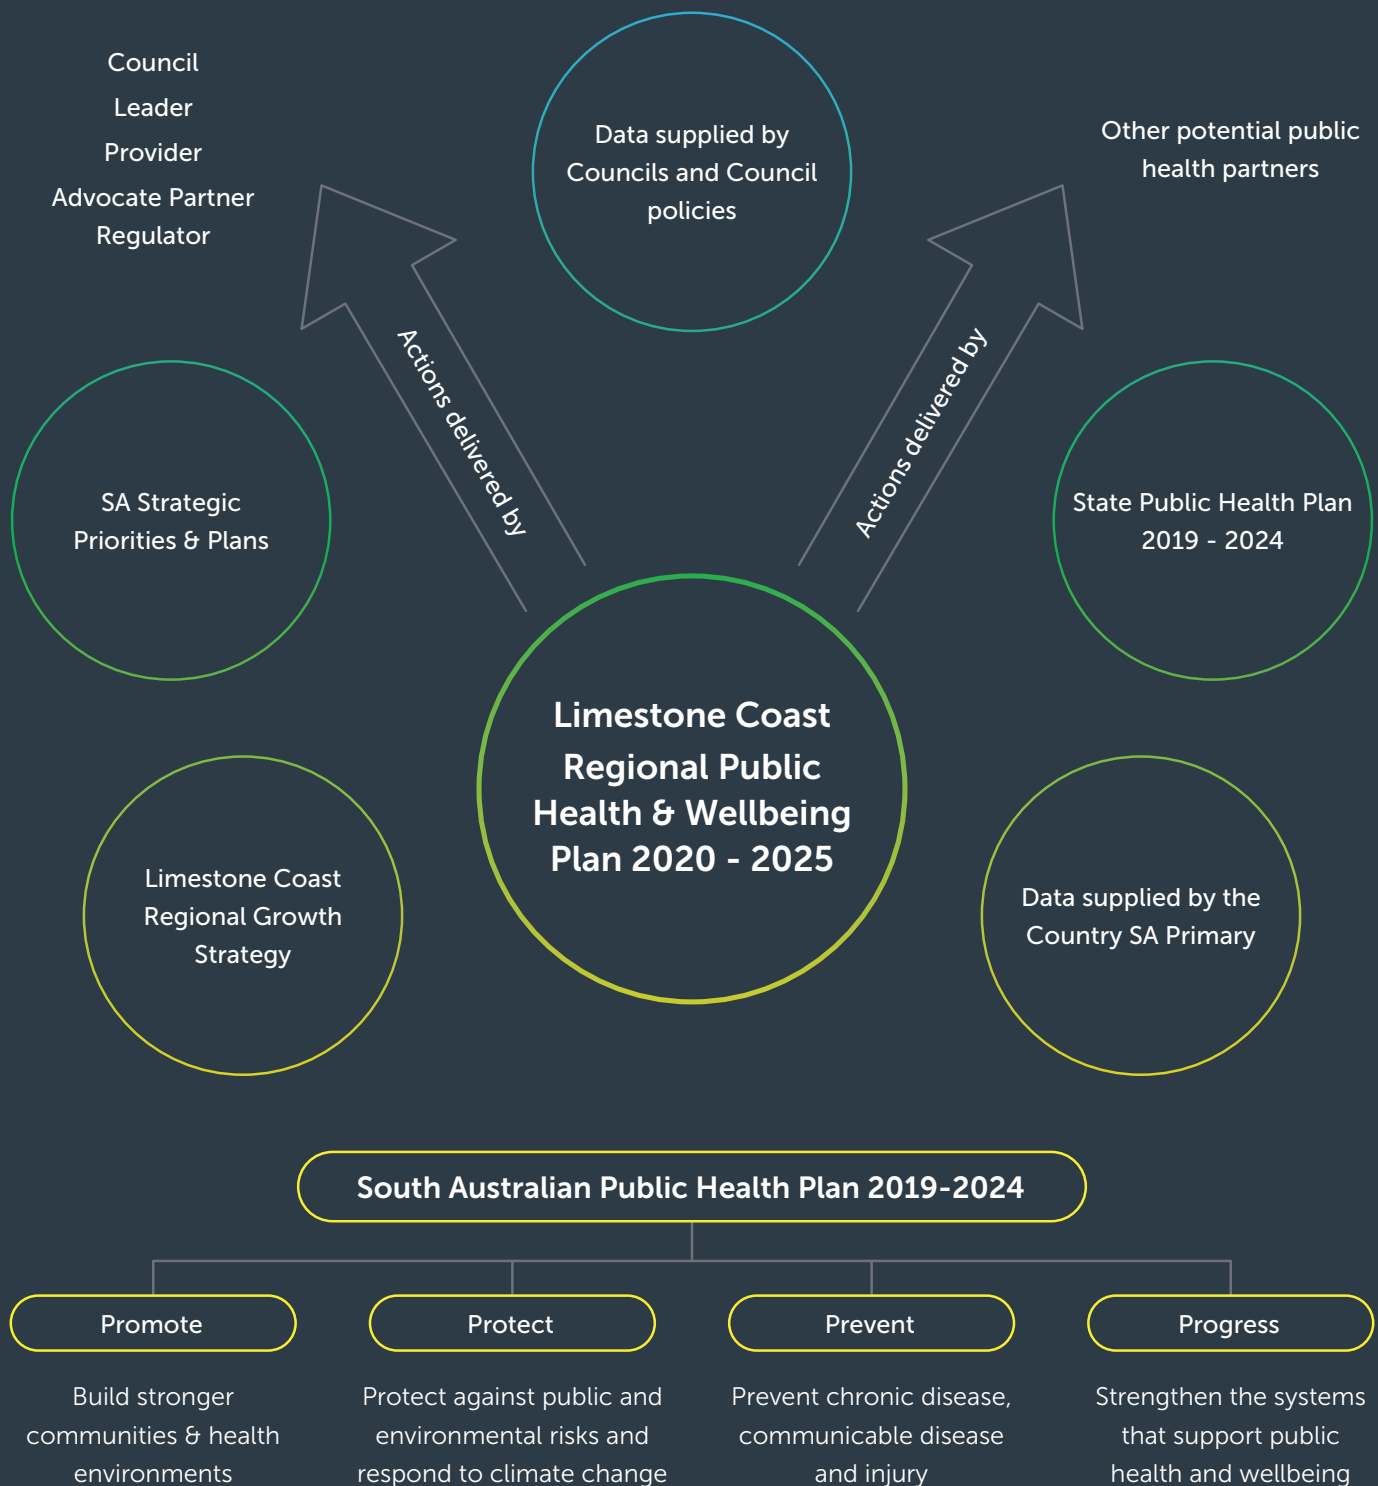 Council
Leader
Provider
Advocate Partner
Regulator
Data supplied by
Councils and Council
policies
Other potential public
health partners
Actions delivered by
Actions delivered by
SA Strategic
Priorities & Plans
State Public Health Plan
2019 - 2024
Limestone Coast
Regional Public
Health & Wellbeing
Plan 2020 - 2025
Limestone Coast
Regional Growth
Strategy
Data supplied by the
Country SA Primary
South Australian Public Health Plan 2019-2024
Promote
Build stronger
communities & health
environments
Protect
Protect against public and
environmental risks and
respond to climate change
Prevent
Prevent chronic disease,
communicable disease
and injury
Progress
Strengthen the systems
that support public
health and wellbeing